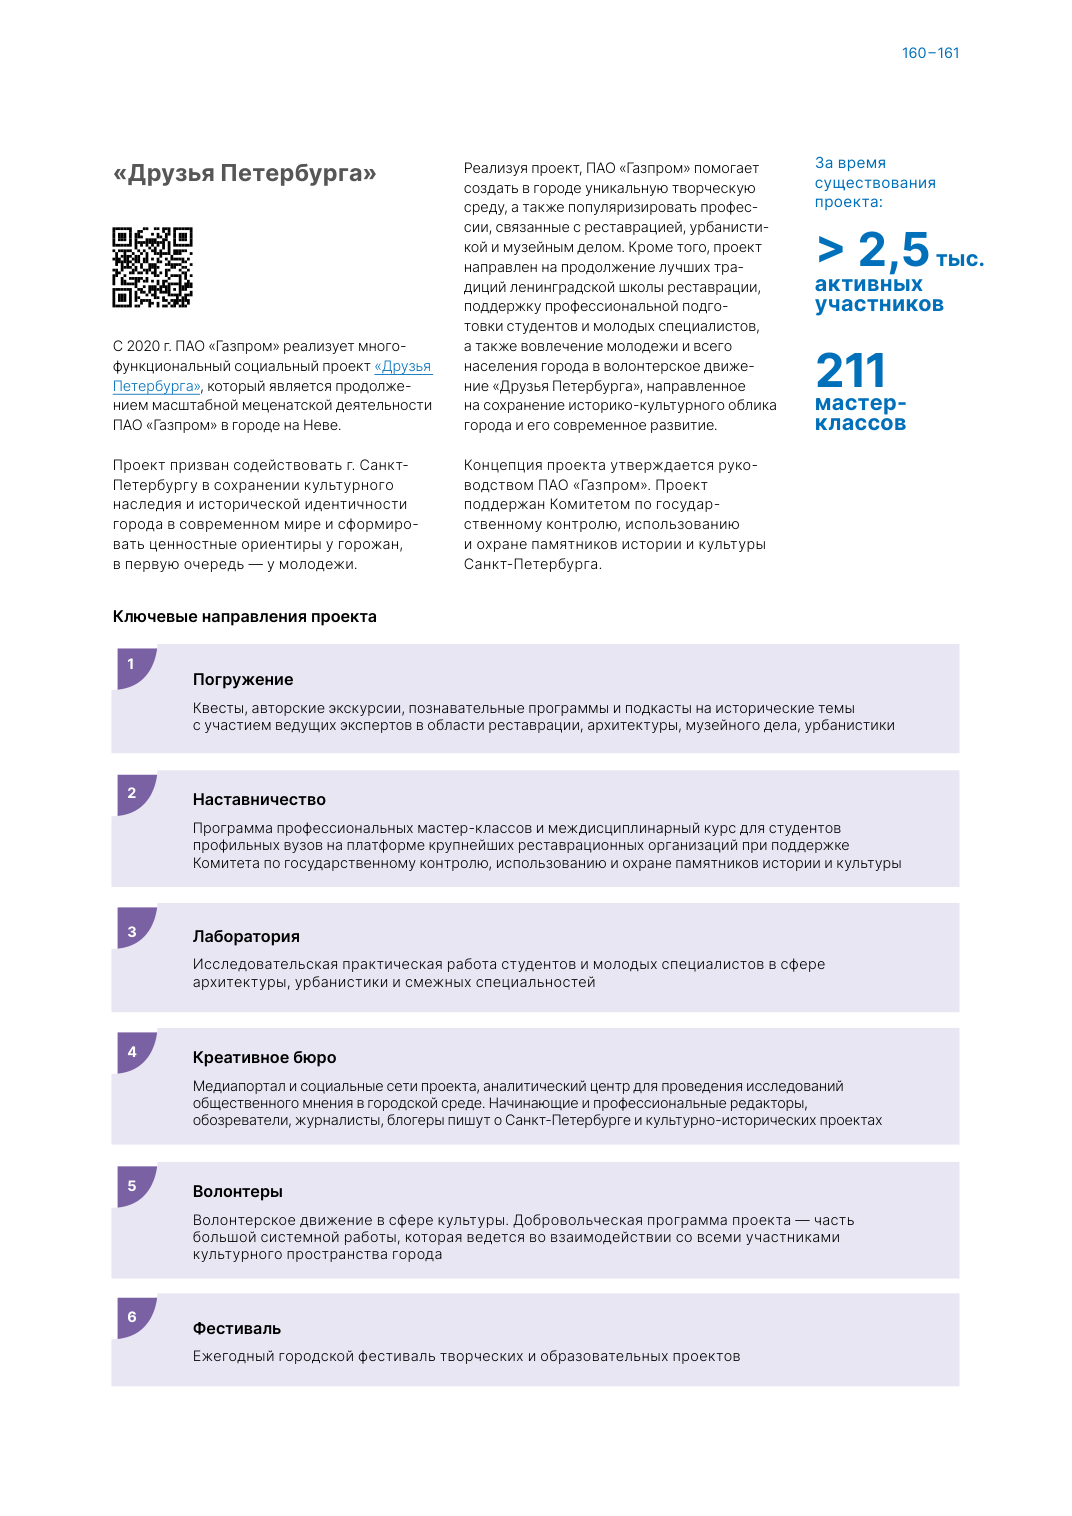 160–161
«Друзья Петербурга»
С 2020 г. ПАО «Газпром» реализует много-
функциональный социальный проект «Друзья
Петербурга», который является продолже-
нием масштабной меценатской деятельности
ПАО «Газпром» в городе на Неве.
Проект призван содействовать г. Санкт-
Петербургу в сохранении культурного
наследия и исторической идентичности
города в современном мире и сформиро-
вать ценностные ориентиры у горожан,
в первую очередь — у молодежи.
Реализуя проект, ПАО «Газпром» помогает
создать в городе уникальную творческую
среду, а также популяризировать профес-
сии, связанные с реставрацией, урбанисти-
кой и музейным делом. Кроме того, проект
направлен на продолжение лучших тра-
диций ленинградской школы реставрации,
поддержку профессиональной подго-
товки студентов и молодых специалистов,
а также вовлечение молодежи и всего
населения города в волонтерское движе-
ние «Друзья Петербурга», направленное
на сохранение историко-культурного облика
города и его современное развитие.
Концепция проекта утверждается руко-
водством ПАО «Газпром». Проект
поддержан Комитетом по государ-
ственному контролю, использованию
и охране памятников истории и культуры
Санкт-Петербурга.
За время
существования
проекта:
> 2,5 тыс.
активных
участников
211
мастер-
классов
Ключевые направления проекта
1
Погружение
Квесты, авторские экскурсии, познавательные программы и подкасты на исторические темы
с участием ведущих экспертов в области реставрации, архитектуры, музейного дела, урбанистики
2
Наставничество
Программа профессиональных мастер-классов и междисциплинарный курс для студентов
профильных вузов на платформе крупнейших реставрационных организаций при поддержке
Комитета по государственному контролю, использованию и охране памятников истории и культуры
3
Лаборатория
Исследовательская практическая работа студентов и молодых специалистов в сфере
архитектуры, урбанистики и смежных специальностей
4
Креативное бюро
Медиапортал и социальные сети проекта, аналитический центр для проведения исследований
общественного мнения в городской среде. Начинающие и профессиональные редакторы,
обозреватели, журналисты, блогеры пишут о Санкт-Петербурге и культурно-исторических проектах
5
Волонтеры
Волонтерское движение в сфере культуры. Добровольческая программа проекта — часть
большой системной работы, которая ведется во взаимодействии со всеми участниками
культурного пространства города
6
Фестиваль
Ежегодный городской фестиваль творческих и образовательных проектов